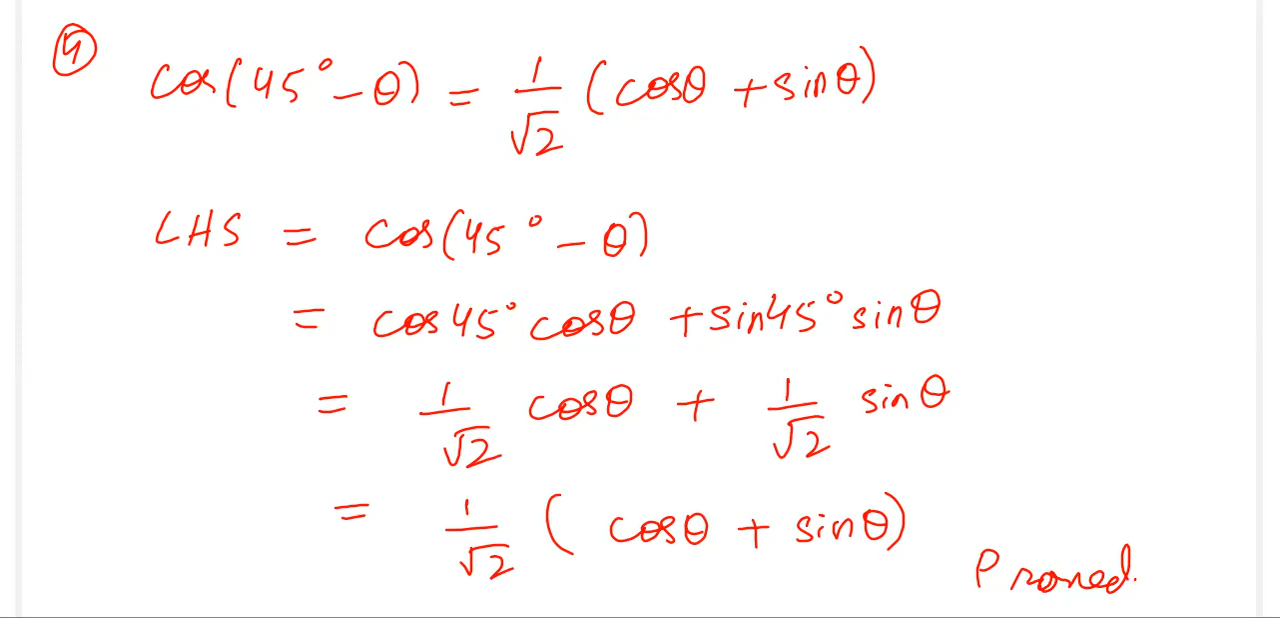 ④ cos(45° - θ) = 1/√2 (cosθ + sinθ)
LHS = cos(45° - θ)
= cos45° cosθ + sin45° sinθ
= 1/√2 cosθ + 1/√2 sinθ
= 1/√2 (cosθ + sinθ)
Proved.